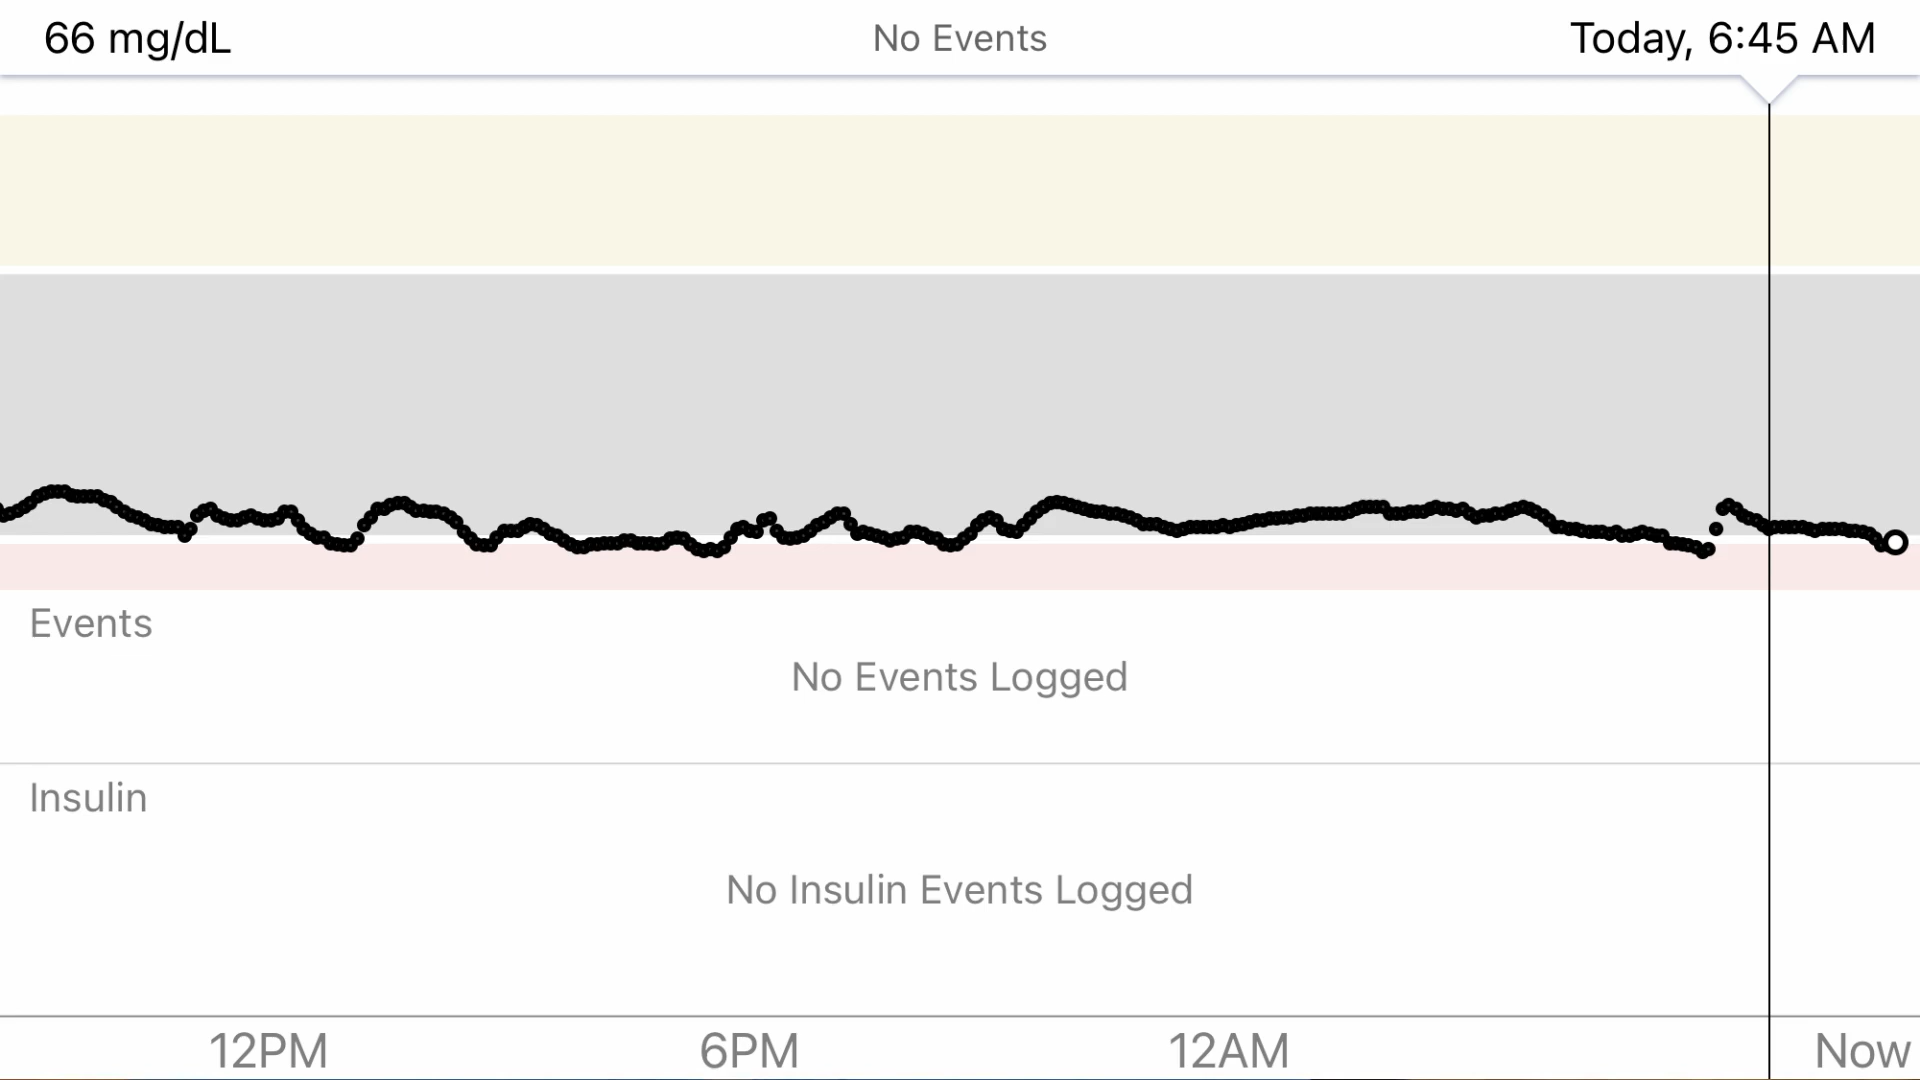 66 mg/dL
No Events
Today, 6:45 AM
Events
No Events Logged
Insulin
No Insulin Events Logged
12PM
6PM
12AM
Now